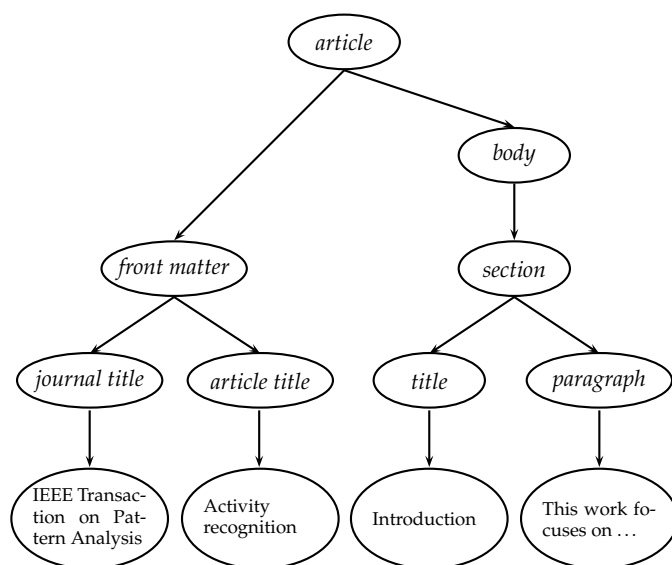 article
body
front matter
section
journal title
article title
title
paragraph
IEEE Transac-
tion on Pat-
tern Analysis
Activity
recognition
Introduction
This work fo-
cuses on ...